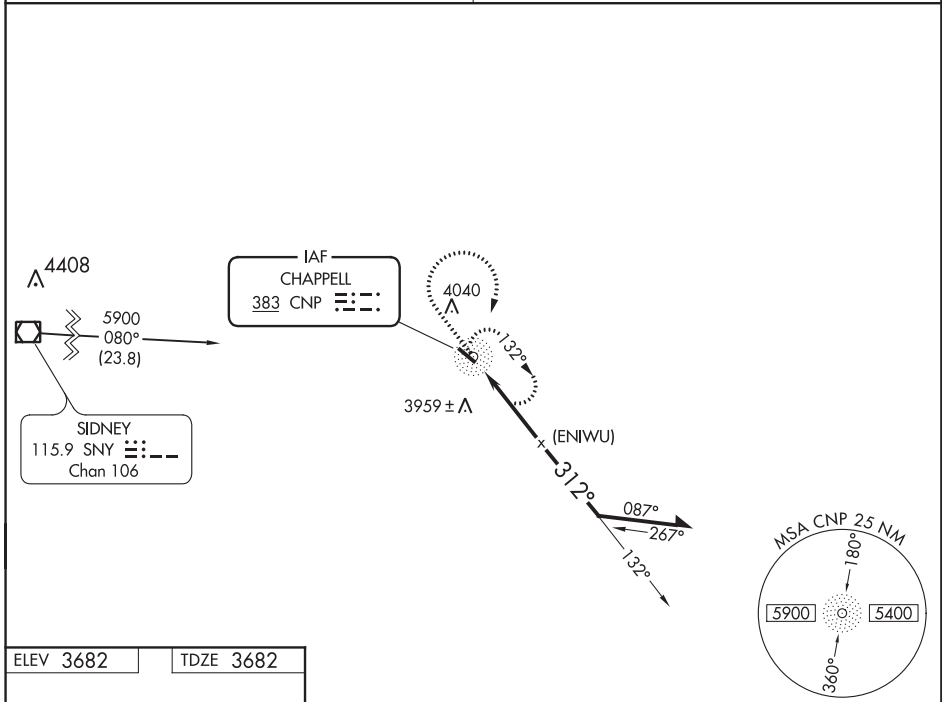 4408
5900
080°
(23.8)
SIDNEY
115.9 SNY
Chan 106
IAF
CHAPPELL
383 CNP
4040
132°
3959 ±
(ENIWU)
312°
087°
267°
132°
MSA CNP 25 NM
180°
5900
5400
360°
ELEV 3682
TDZE 3682